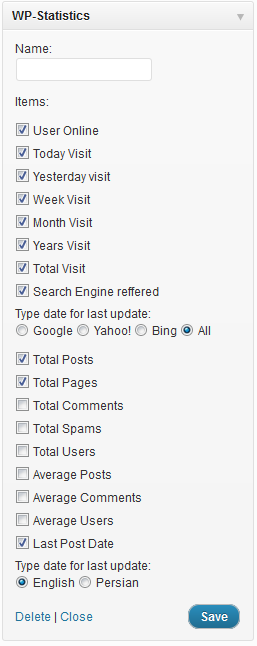 WP-Statistics
Name:
Items:
User Online
Today Visit
Yesterday visit
Week Visit
Month Visit
Years Visit
Total Visit
Search Engine reffered
Type date for last update:
Google Yahoo! Bing All
Total Posts
Total Pages
Total Comments
Total Spams
Total Users
Average Posts
Average Comments
Average Users
Last Post Date
Type date for last update:
English Persian
Delete | Close Save